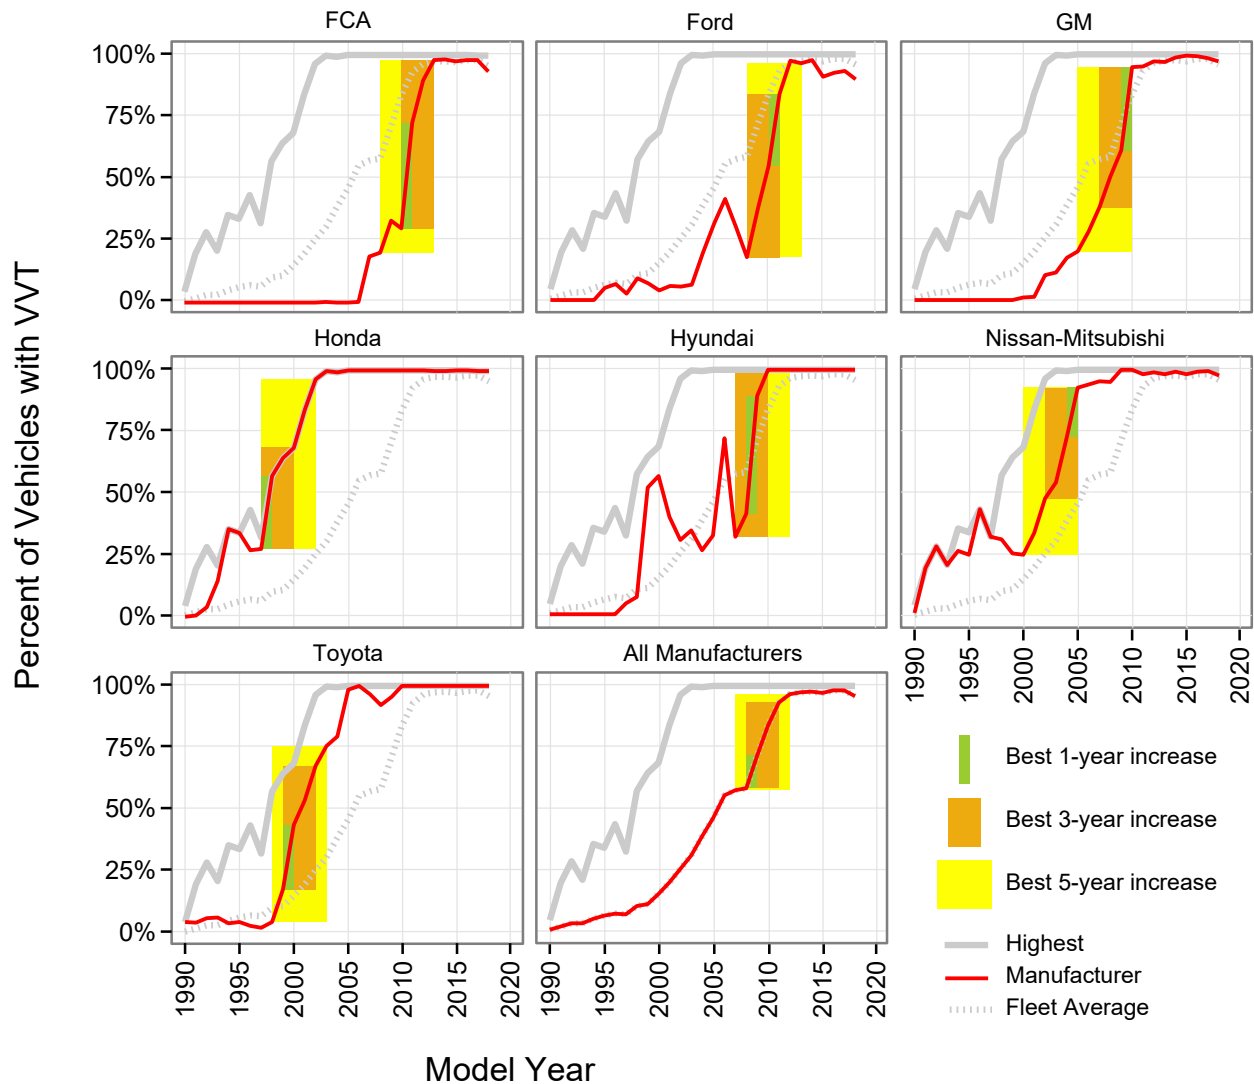 FCA
Ford
GM
100%
75%
50%
25%
0%
Percent of Vehicles with VVT
Honda
Hyundai
Nissan-Mitsubishi
100%
75%
50%
25%
0%
1990
1995
2000
2005
2010
2015
2020
Toyota
All Manufacturers
100%
75%
50%
25%
0%
1990
1995
2000
2005
2010
2015
2020
1990
1995
2000
2005
2010
2015
2020
Best 1-year increase
Best 3-year increase
Best 5-year increase
Highest
Manufacturer
Fleet Average
Model Year